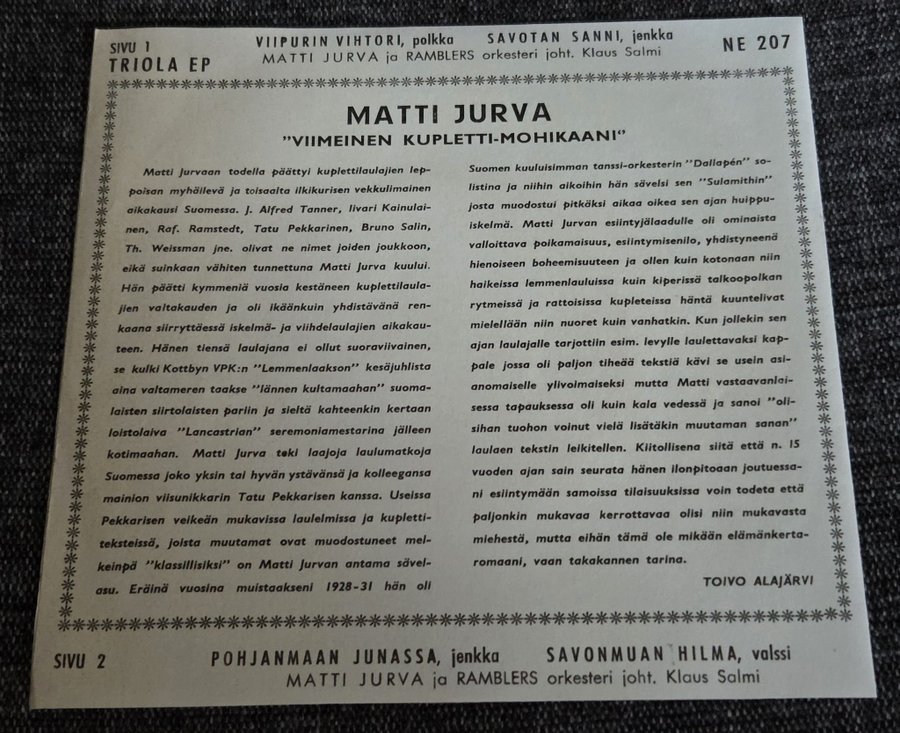 SIVU 1
TRIOLA EP
VIIPURIN VIHTORI, polkka SAVOTAN SANNI, jenkka
MATTI JURVA ja RAMBLERS orkesteri joht. Klaus Salmi
NE 207
MATTI JURVA
"VIIMEINEN KUPLETTI-MOHIKAANI"
Matti Jurvaan todella päättyi kuplettilaulajien lep-
poisan myhäilevä ja toisaalta ilkikurisen vekkulimainen
aikakausi Suomessa. J. Alfred Tanner, Iivari Kainulai-
nen, Raf. Ramstedt, Tatu Pekkarinen, Bruno Salin,
Th. Weissman jne. olivat ne nimet joiden joukkoon,
eikä suinkaan vähiten tunnettuna Matti Jurva kuului.
Hän päätti kymmeniä vuosia kestäneen kuplettilaula-
jien valtakauden ja oli ikäänkuin yhdistävänä ren-
kaana siirryttäessä iskelmä- ja viihdelaulajien aikakau-
teen. Hänen tiensä laulajana ei ollut suoraviivainen,
se kulki Kottbyn VPK:n "Lemmenlaakson" kesäjuhlista
aina valtameren taakse "lännen kultamaahan" suoma-
laisten siirtolaisten pariin ja sieltä kahteenkin kertaan
loistolaiva "Lancastrian" seremoniamestarina jälleen
kotimaahan. Matti Jurva teki laajoja laulumatkoja
Suomessa joko yksin tai hyvän ystävänsä ja kolleegansa
mainion viisunikkarin Tatu Pekkarisen kanssa. Useissa
Pekkarisen veikeän mukavissa laulelmissa ja kupletti-
teksteissä, joista muutamat ovat muodostuneet mel-
keinpä "klassillisiksi" on Matti Jurvan antama sävel-
asu. Eräinä vuosina muistaakseni 1928-31 hän oli
Suomen kuuluisimman tanssi-orkesterin "Dallapén" so-
listina ja niihin aikoihin hän sävelsi sen "Sulamithin"
josta muodostui pitkäksi aikaa oikea sen ajan huippu-
iskelmä. Matti Jurvan esiintyjälaadulle oli ominaista
valloittava poikamaisuus, esiintymisenilo, yhdistyneenä
hienoiseen boheemisuuteen ja ollen kuin kotonaan niin
haikeissa lemmenlauluissa kuin kiperissä talkoopolkan
rytmeissä ja rattoisissa kupleteissa häntä kuuntelivat
mielellään niin nuoret kuin vanhatkin. Kun jollekin sen
ajan laulajalle tarjottiin esim. levylle laulettavaksi kap-
pale jossa oli paljon tiheää tekstiä kävi se usein asi-
anomaiselle ylivoimaiseksi mutta Matti vastaavanlai-
sessa tapauksessa oli kuin kala vedessä ja sanoi "oli-
sihan tuohon voinut vielä lisätäkin muutaman sanan"
laulaen tekstin leikitellen. Kiitollisena siitä että n. 15
vuoden ajan sain seurata hänen ilonpitoaan joutuessa-
ni esiintymään samoissa tilaisuuksissa voin todeta että
paljonkin mukavaa kerrottavaa olisi niin mukavasta
miehestä, mutta eihän tämä ole mikään elämänkerta-
romaani, vaan takakannen tarina.
TOIVO ALAJÄRVI
SIVU 2
POHJANMAAN JUNASSA, jenkka SAVONMUAN HILMA, valssi
MATTI JURVA ja RAMBLERS orkesteri joht. Klaus Salmi